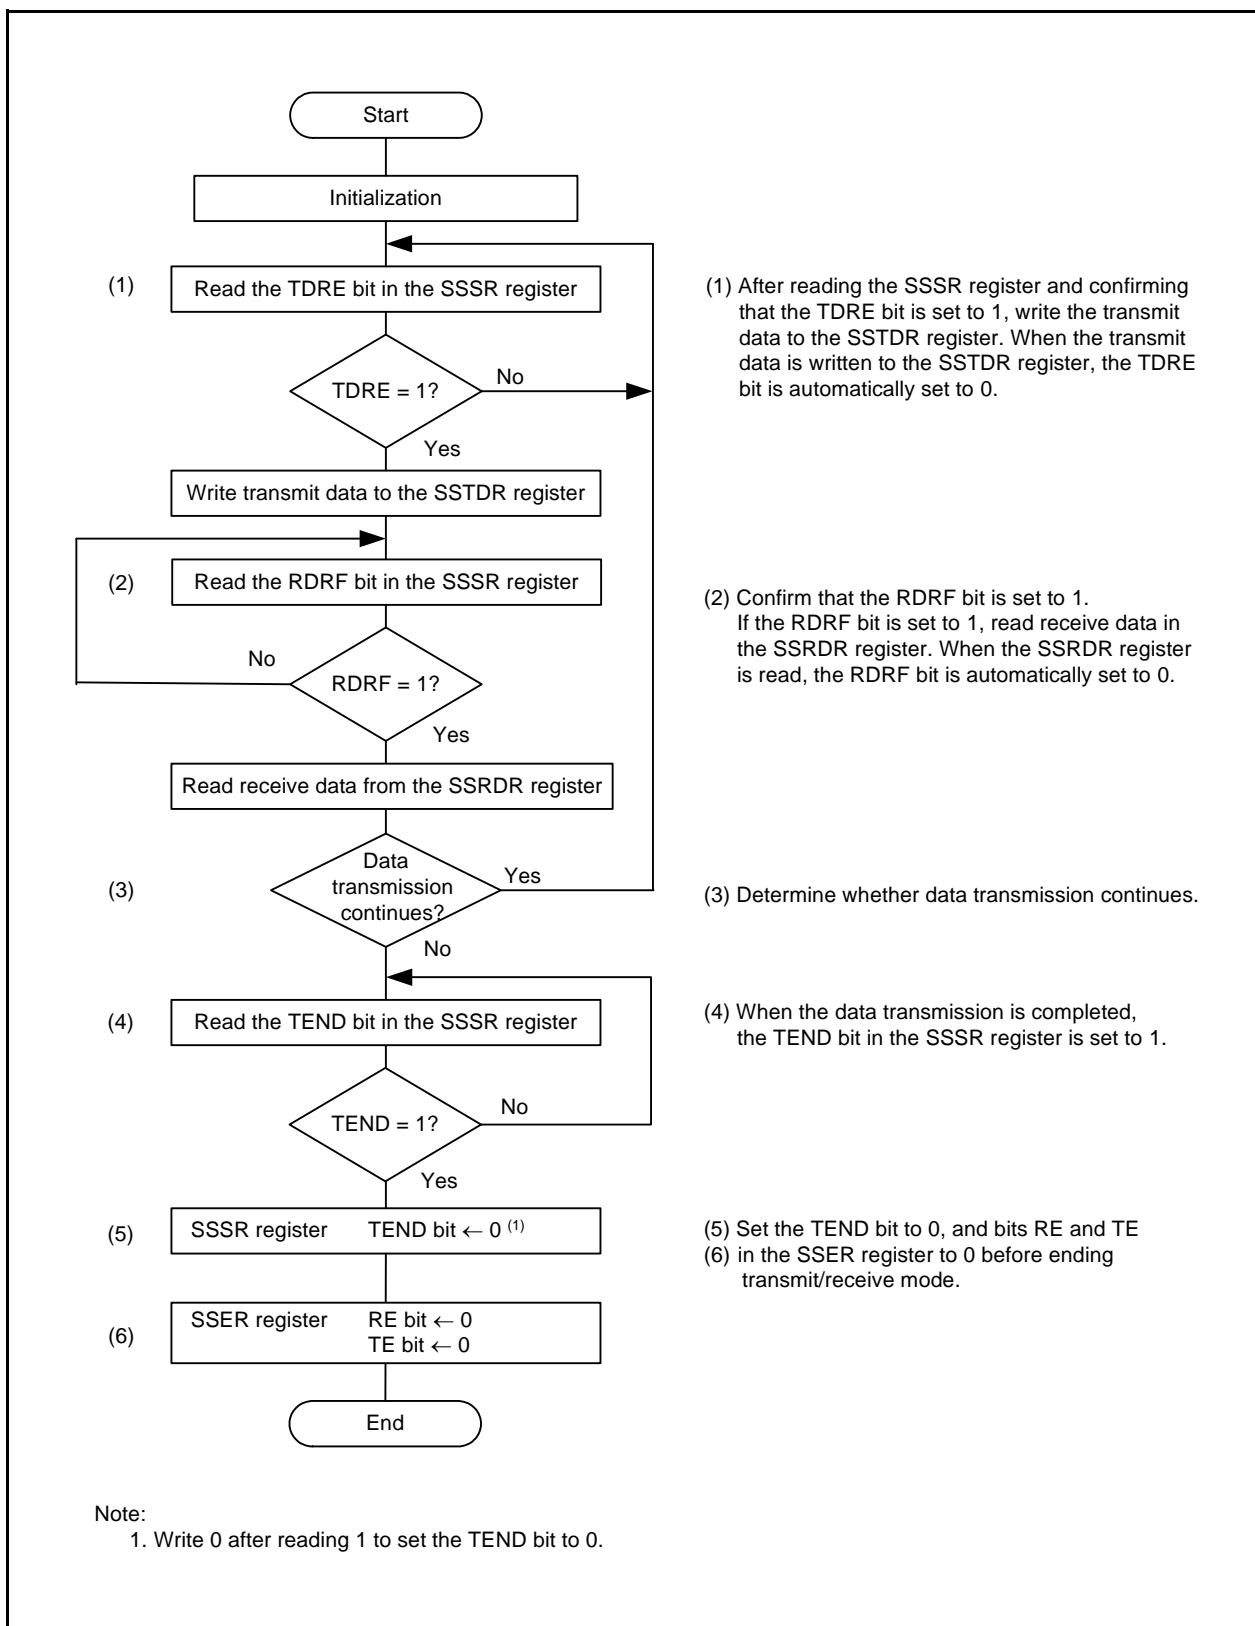 Start
Initialization
(1)
Read the TDRE bit in the SSSR register
(1) After reading the SSSR register and confirming
that the TDRE bit is set to 1, write the transmit
data to the SSTDR register. When the transmit
data is written to the SSTDR register, the TDRE
bit is automatically set to 0.
TDRE = 1?
No
Yes
Write transmit data to the SSTDR register
(2)
Read the RDRF bit in the SSSR register
(2) Confirm that the RDRF bit is set to 1.
If the RDRF bit is set to 1, read receive data in
the SSRDR register. When the SSRDR register
is read, the RDRF bit is automatically set to 0.
No
RDRF = 1?
Yes
Read receive data from the SSRDR register
(3)
Data
transmission
continues?
Yes
(3) Determine whether data transmission continues.
No
(4)
Read the TEND bit in the SSSR register
(4) When the data transmission is completed,
the TEND bit in the SSSR register is set to 1.
TEND = 1?
No
Yes
(5)
SSSR register TEND bit ← 0 (1)
(5) Set the TEND bit to 0, and bits RE and TE
(6) in the SSER register to 0 before ending
transmit/receive mode.
(6)
SSER register RE bit ← 0
TE bit ← 0
End
Note:
1. Write 0 after reading 1 to set the TEND bit to 0.